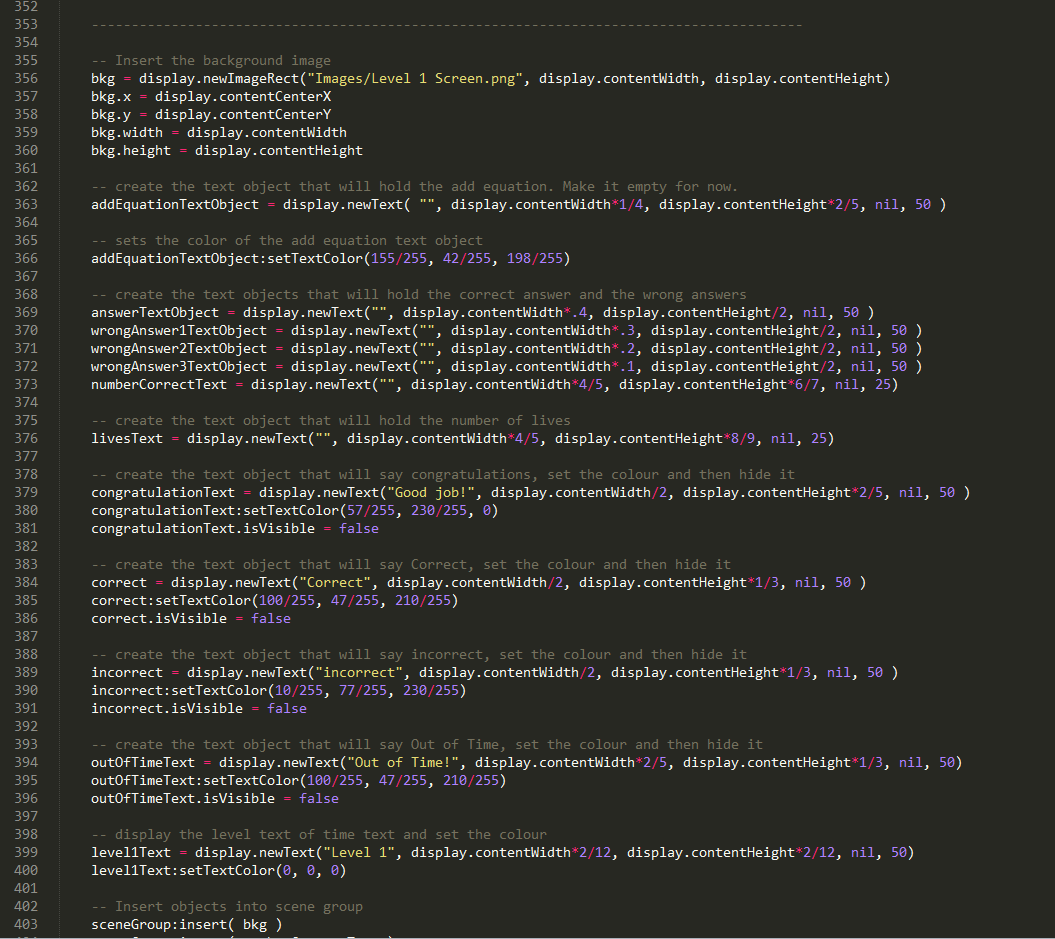 352
353 -----------------------------------------------------------------------------------------
354
355 -- Insert the background image
356 bkg = display.newImageRect("Images/Level 1 Screen.png", display.contentWidth, display.contentHeight)
357 bkg.x = display.contentCenterX
358 bkg.y = display.contentCenterY
359 bkg.width = display.contentWidth
360 bkg.height = display.contentHeight
361
362 -- create the text object that will hold the add equation. Make it empty for now.
363 addEquationTextObject = display.newText( "", display.contentWidth*1/4, display.contentHeight*2/5, nil, 50 )
364
365 -- sets the color of the add equation text object
366 addEquationTextObject:setTextColor(155/255, 42/255, 198/255)
367
368 -- create the text objects that will hold the correct answer and the wrong answers
369 answerTextObject = display.newText("", display.contentWidth*.4, display.contentHeight/2, nil, 50 )
370 wrongAnswer1TextObject = display.newText("", display.contentWidth*.3, display.contentHeight/2, nil, 50 )
371 wrongAnswer2TextObject = display.newText("", display.contentWidth*.2, display.contentHeight/2, nil, 50 )
372 wrongAnswer3TextObject = display.newText("", display.contentWidth*.1, display.contentHeight/2, nil, 50 )
373 numberCorrectText = display.newText("", display.contentWidth*4/5, display.contentHeight*6/7, nil, 25)
374
375 -- create the text object that will hold the number of lives
376 livesText = display.newText("", display.contentWidth*4/5, display.contentHeight*8/9, nil, 25)
377
378 -- create the text object that will say congratulations, set the colour and then hide it
379 congratulationText = display.newText("Good job!", display.contentWidth/2, display.contentHeight*2/5, nil, 50 )
380 congratulationText:setTextColor(57/255, 230/255, 0)
381 congratulationText.isVisible = false
382
383 -- create the text object that will say Correct, set the colour and then hide it
384 correct = display.newText("Correct", display.contentWidth/2, display.contentHeight*1/3, nil, 50 )
385 correct:setTextColor(100/255, 47/255, 210/255)
386 correct.isVisible = false
387
388 -- create the text object that will say incorrect, set the colour and then hide it
389 incorrect = display.newText("incorrect", display.contentWidth/2, display.contentHeight*1/3, nil, 50 )
390 incorrect:setTextColor(10/255, 77/255, 230/255)
391 incorrect.isVisible = false
392
393 -- create the text object that will say Out of Time, set the colour and then hide it
394 outOfTimeText = display.newText("Out of Time!", display.contentWidth*2/5, display.contentHeight*1/3, nil, 50)
395 outOfTimeText:setTextColor(100/255, 47/255, 210/255)
396 outOfTimeText.isVisible = false
397
398 -- display the level text of time text and set the colour
399 level1Text = display.newText("Level 1", display.contentWidth*2/12, display.contentHeight*2/12, nil, 50)
400 level1Text:setTextColor(0, 0, 0)
401
402 -- Insert objects into scene group
403 sceneGroup:insert( bkg )